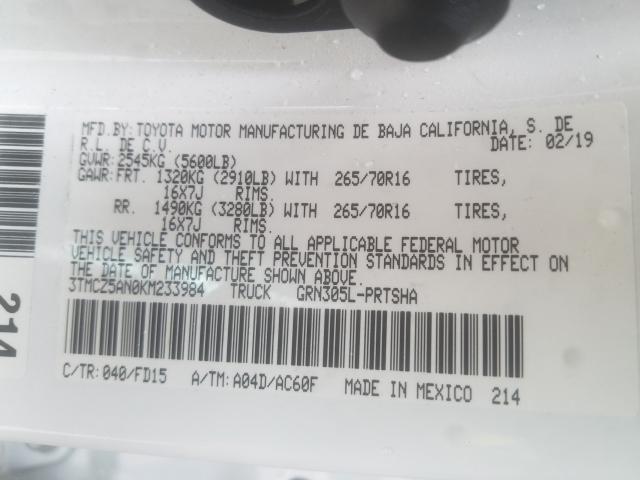 MFD.BY:TOYOTA MOTOR MANUFACTURING DE BAJA CALIFORNIA, S. DE
R L. DE C.V. DATE: 02/19
GVWR:2545KG (5600LB)
GAWR:FRT. 1320KG (2910LB) WITH 265/70R16 TIRES,
16X7J RIMS.
RR. 1490KG (3280LB) WITH 265/70R16 TIRES,
16X7J RIMS.
THIS VEHICLE CONFORMS TO ALL APPLICABLE FEDERAL MOTOR
VEHICLE SAFETY AND THEFT PREVENTION STANDARDS IN EFFECT ON
THE DATE OF MANUFACTURE SHOWN ABOVE.
3TMCZ5AN0KM233984 TRUCK GRN305L-PRTSHA
C/TR:040/FD15 A/TM:A04D/AC60F MADE IN MEXICO 214
214